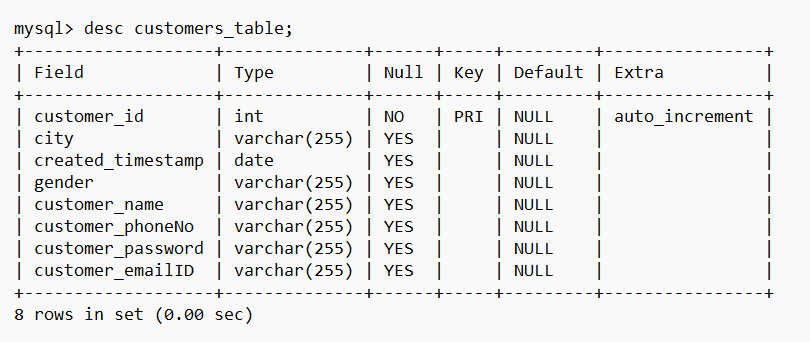 mysql> desc customers_table;
+-------------------+--------------+------+-----+---------+----------------+
| Field             | Type         | Null | Key | Default | Extra          |
+-------------------+--------------+------+-----+---------+----------------+
| customer_id       | int          | NO   | PRI | NULL    | auto_increment |
| city              | varchar(255) | YES  |     | NULL    |                |
| created_timestamp | date         | YES  |     | NULL    |                |
| gender            | varchar(255) | YES  |     | NULL    |                |
| customer_name     | varchar(255) | YES  |     | NULL    |                |
| customer_phoneNo  | varchar(255) | YES  |     | NULL    |                |
| customer_password | varchar(255) | YES  |     | NULL    |                |
| customer_emailID  | varchar(255) | YES  |     | NULL    |                |
+-------------------+--------------+------+-----+---------+----------------+
8 rows in set (0.00 sec)